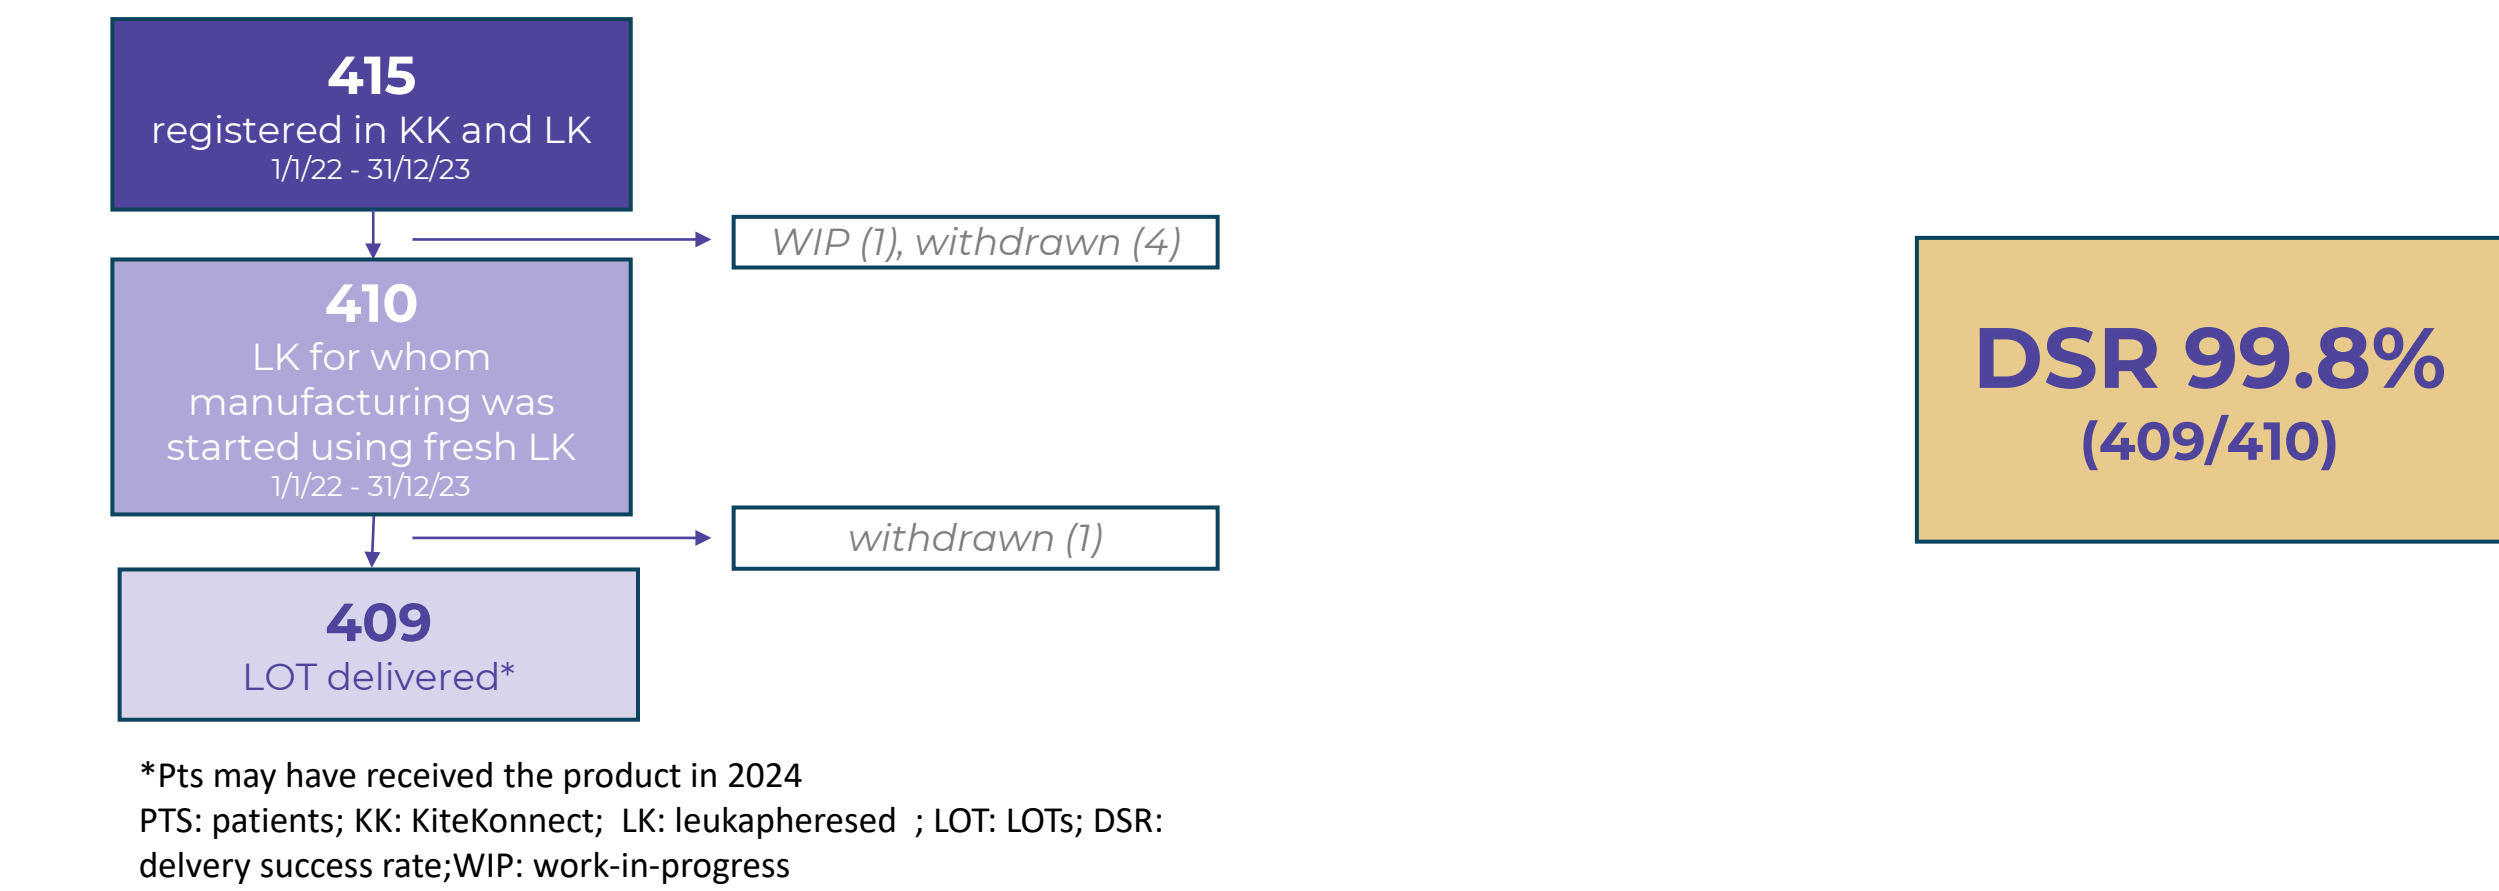 415
registered in KK and LK
1/1/22 - 31/12/23
WIP (1), withdrawn (4)
410
LK for whom
manufacturing was
started using fresh LK
1/1/22 - 31/12/23
withdrawn (1)
409
LOT delivered*
DSR 99.8%
(409/410)
*Pts may have received the product in 2024
PTS: patients; KK: KiteKonnect;  LK: leukapheresed  ; LOT: LOTs; DSR:
delvery success rate;WIP: work-in-progress